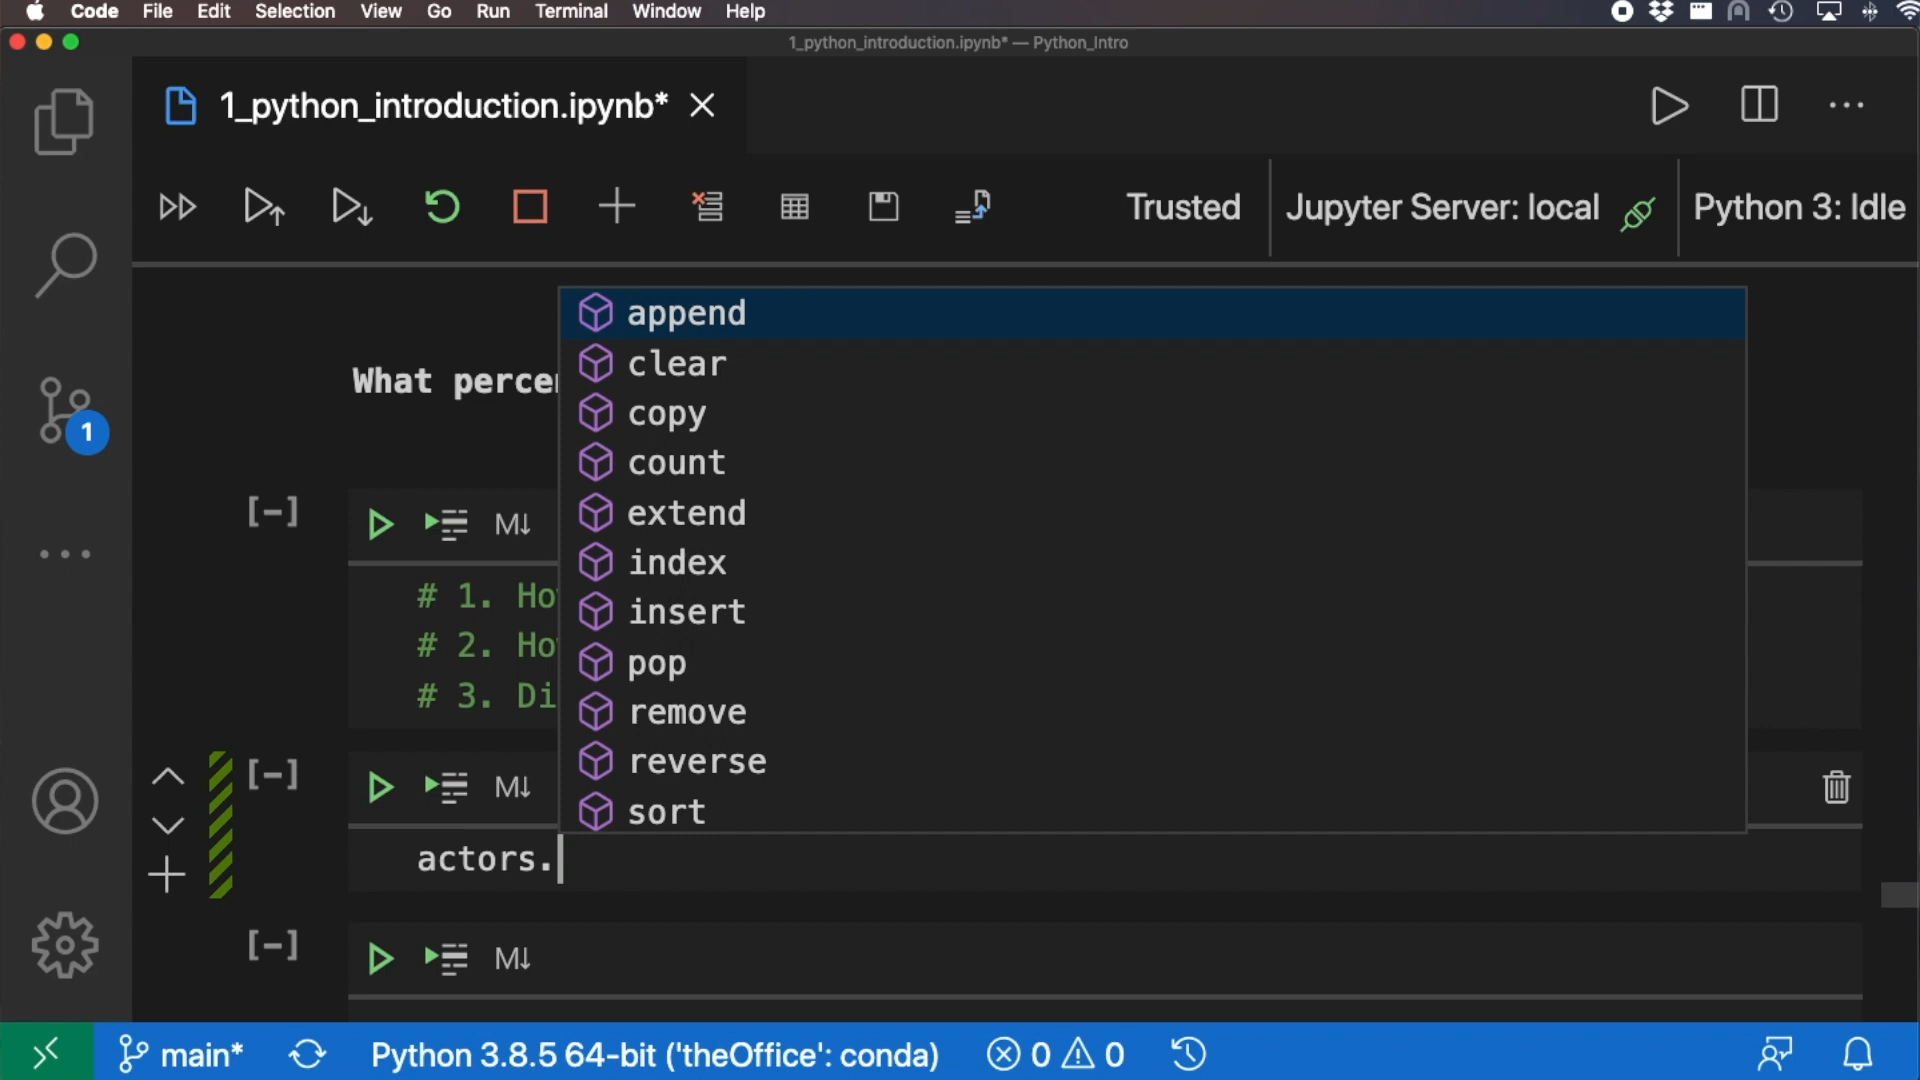 Code File Edit Selection View Go Run Terminal Window Help
1_python_introduction.ipynb* — Python_Intro
1_python_introduction.ipynb*
Trusted
Jupyter Server: local
Python 3: Idle
append
clear
What percen
copy
count
extend
[-]
M↓
index
# 1. Ho
insert
# 2. Ho
pop
# 3. Di
remove
reverse
[-]
M↓
sort
actors.
[-]
M↓
1
main*
Python 3.8.5 64-bit ('theOffice': conda)
0
0